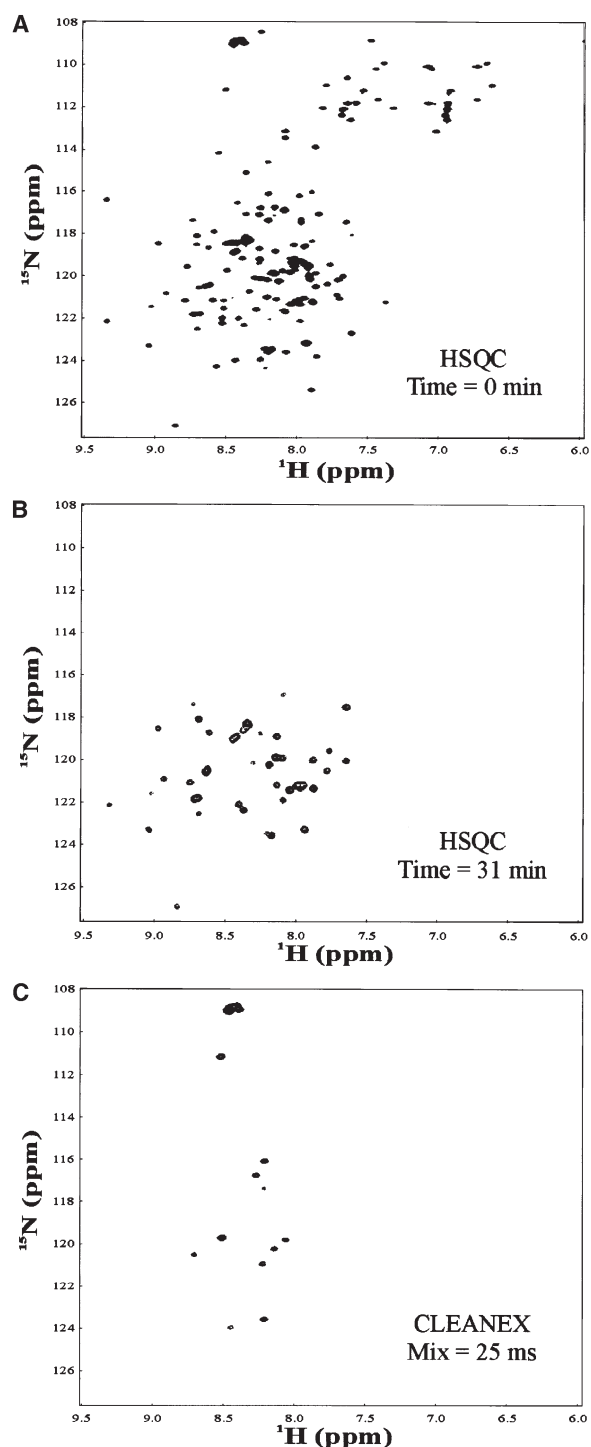 A
108
110
112
114
116
118
120
122
124
126
¹⁵N (ppm)
HSQC
Time = 0 min
9.5 9.0 8.5 8.0 7.5 7.0 6.5 6.0
¹H (ppm)
B
108
110
112
114
116
118
120
122
124
126
¹⁵N (ppm)
HSQC
Time = 31 min
9.5 9.0 8.5 8.0 7.5 7.0 6.5 6.0
¹H (ppm)
C
108
110
112
114
116
118
120
122
124
126
¹⁵N (ppm)
CLEANEX
Mix = 25 ms
9.5 9.0 8.5 8.0 7.5 7.0 6.5 6.0
¹H (ppm)